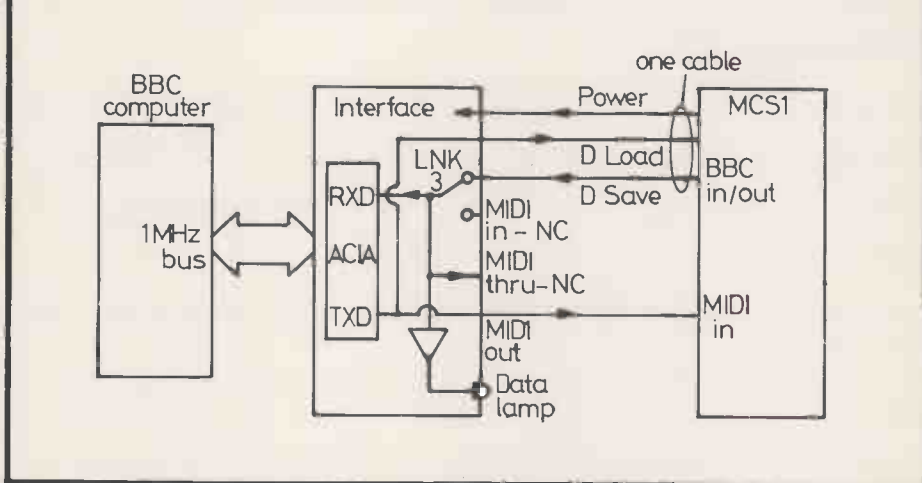 one cable
BBC
computer
Interface
Power
MCS1
LNK
3
D Load
D Save
BBC
in/out
RXD
MIDI
in - NC
1MHz
bus
ACIA
MIDI
thru-NC
TXD
MIDI
out
MIDI
in
Data
lamp